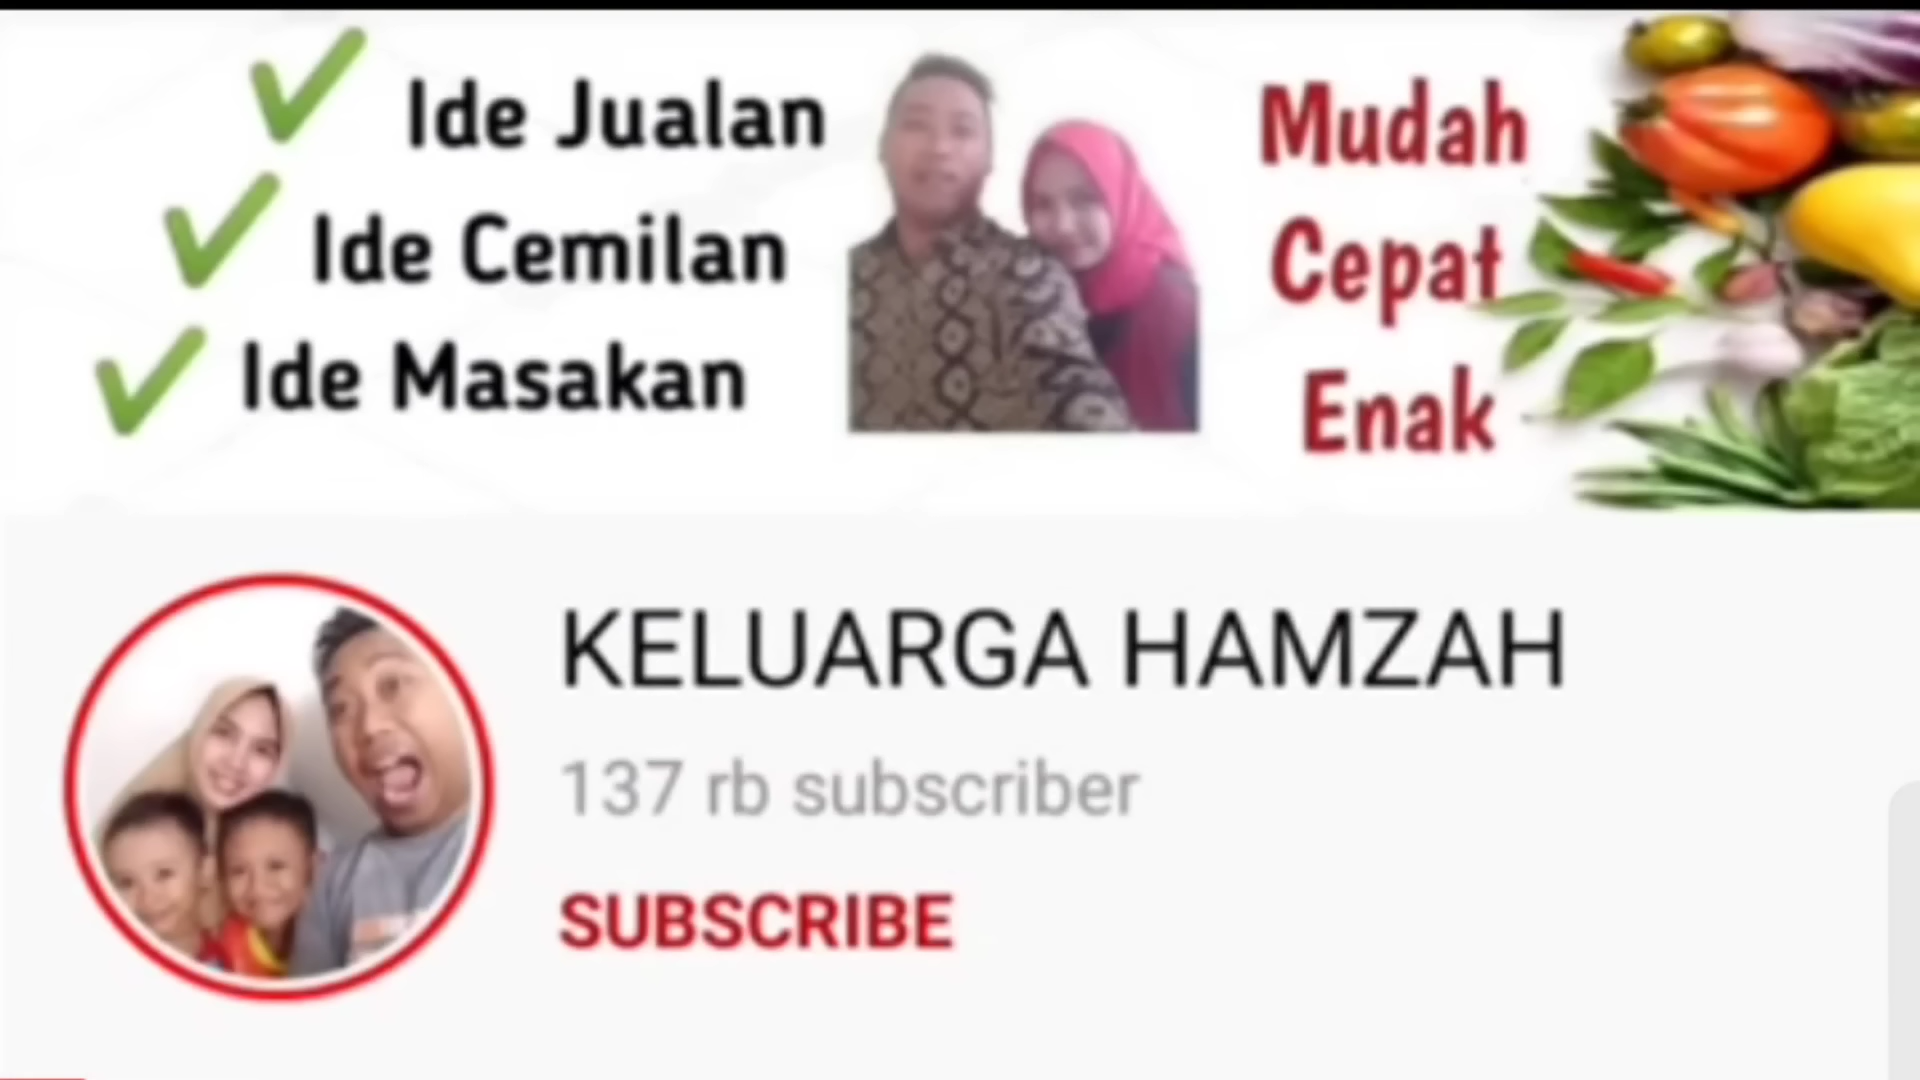 Ide Jualan
Ide Cemilan
Ide Masakan
Mudah
Cepat
Enak
KELUARGA HAMZAH
137 rb subscriber
SUBSCRIBE